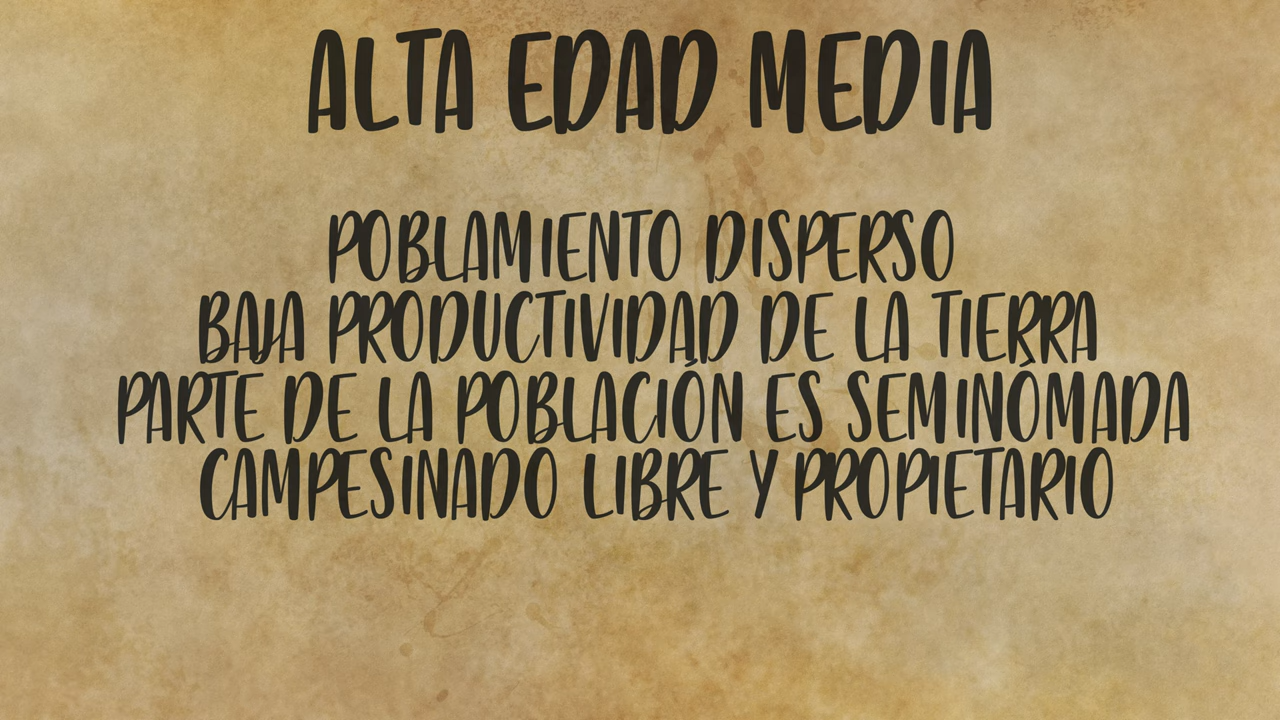 ALTA EDAD MEDIA
POBLAMIENTO DISPERSO
BAJA PRODUCTIVIDAD DE LA TIERRA
PARTE DE LA POBLACIÓN ES SEMINÓMADA
CAMPESINADO LIBRE Y PROPIETARIO